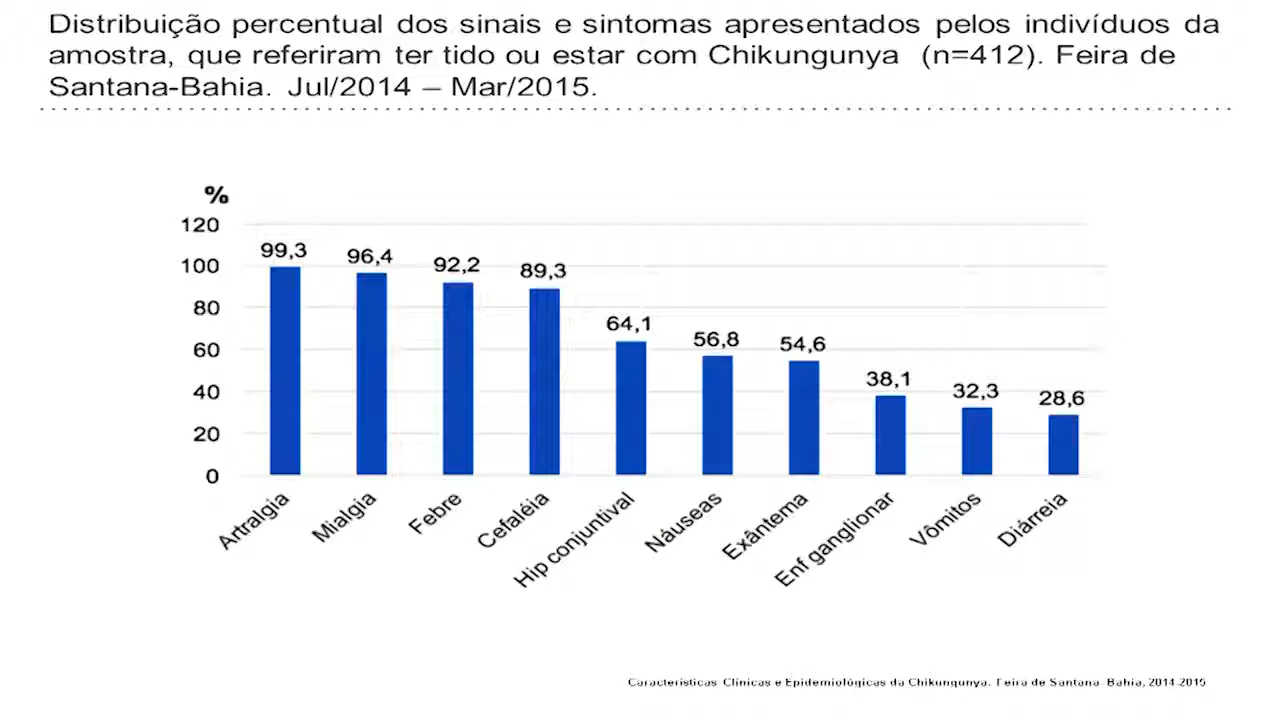 Distribuição percentual dos sinais e sintomas apresentados pelos indivíduos da
amostra, que referiram ter tido ou estar com Chikungunya (n=412). Feira de
Santana-Bahia. Jul/2014 – Mar/2015.
%
120
100
80
60
40
20
0
99,3
96,4
92,2
89,3
64,1
56,8
54,6
38,1
32,3
28,6
Artralgia
Mialgia
Febre
Cefaléia
Hip conjuntival
Náuseas
Exântema
Enf ganglionar
Vômitos
Diárreia
Características Clínicas e Epidemiológicas da Chikungunya. Feira de Santana- Bahia, 2014-2015